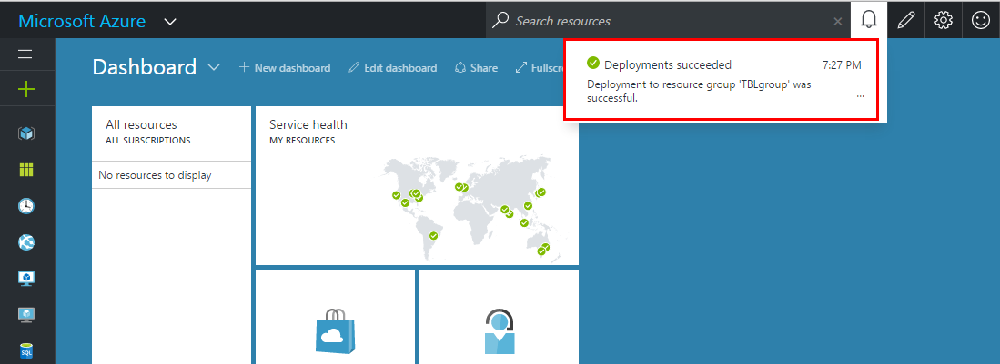 Microsoft Azure
Search resources
Dashboard
New dashboard
Edit dashboard
Share
Fullscre
Deployments succeeded 7:27 PM
Deployment to resource group 'TBLgroup' was
successful.
...
All resources
ALL SUBSCRIPTIONS
No resources to display
Service health
MY RESOURCES
SQL